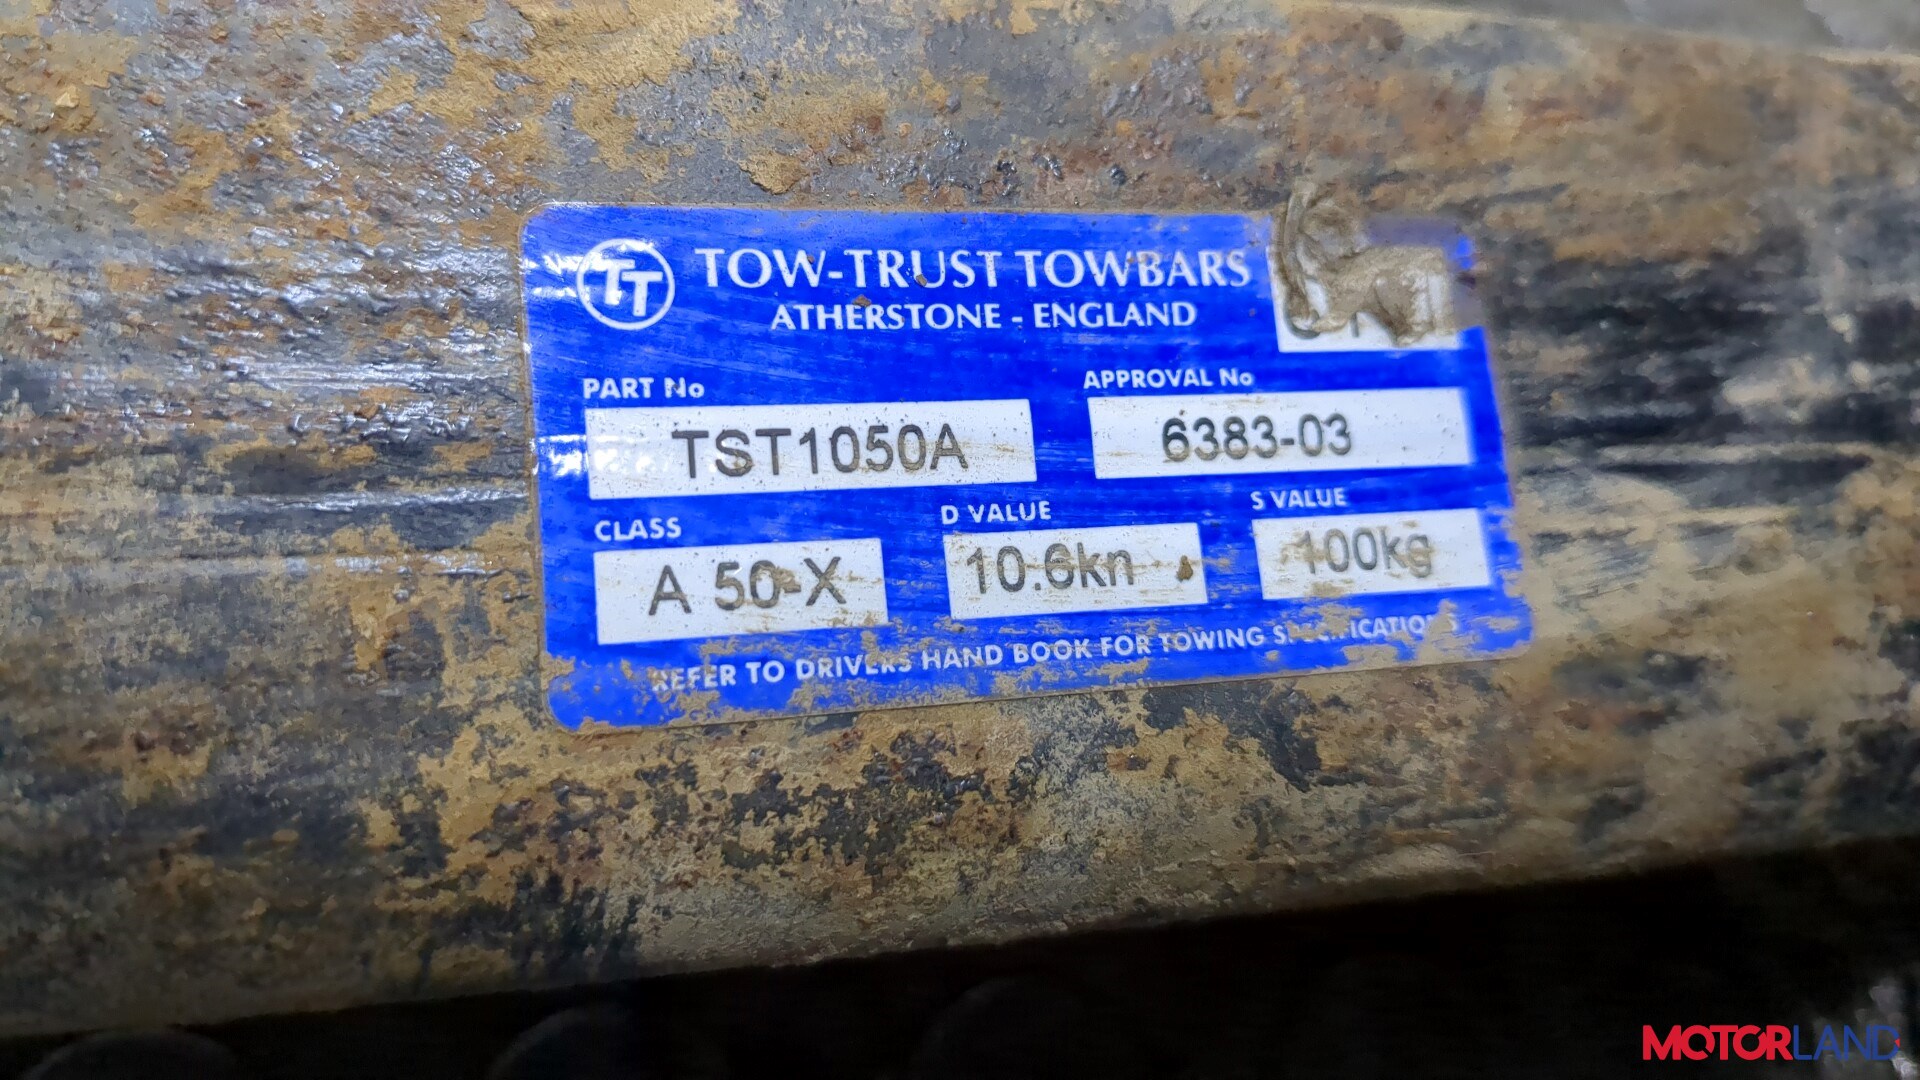 TT
TOW-TRUST TOWBARS
ATHERSTONE - ENGLAND
PART No
APPROVAL No
TST1050A
6383-03
CLASS
D VALUE
S VALUE
A 50-X
10.6kn
100kg
REFER TO DRIVERS HAND BOOK FOR TOWING SPECIFICATIONS
MOTORLAND